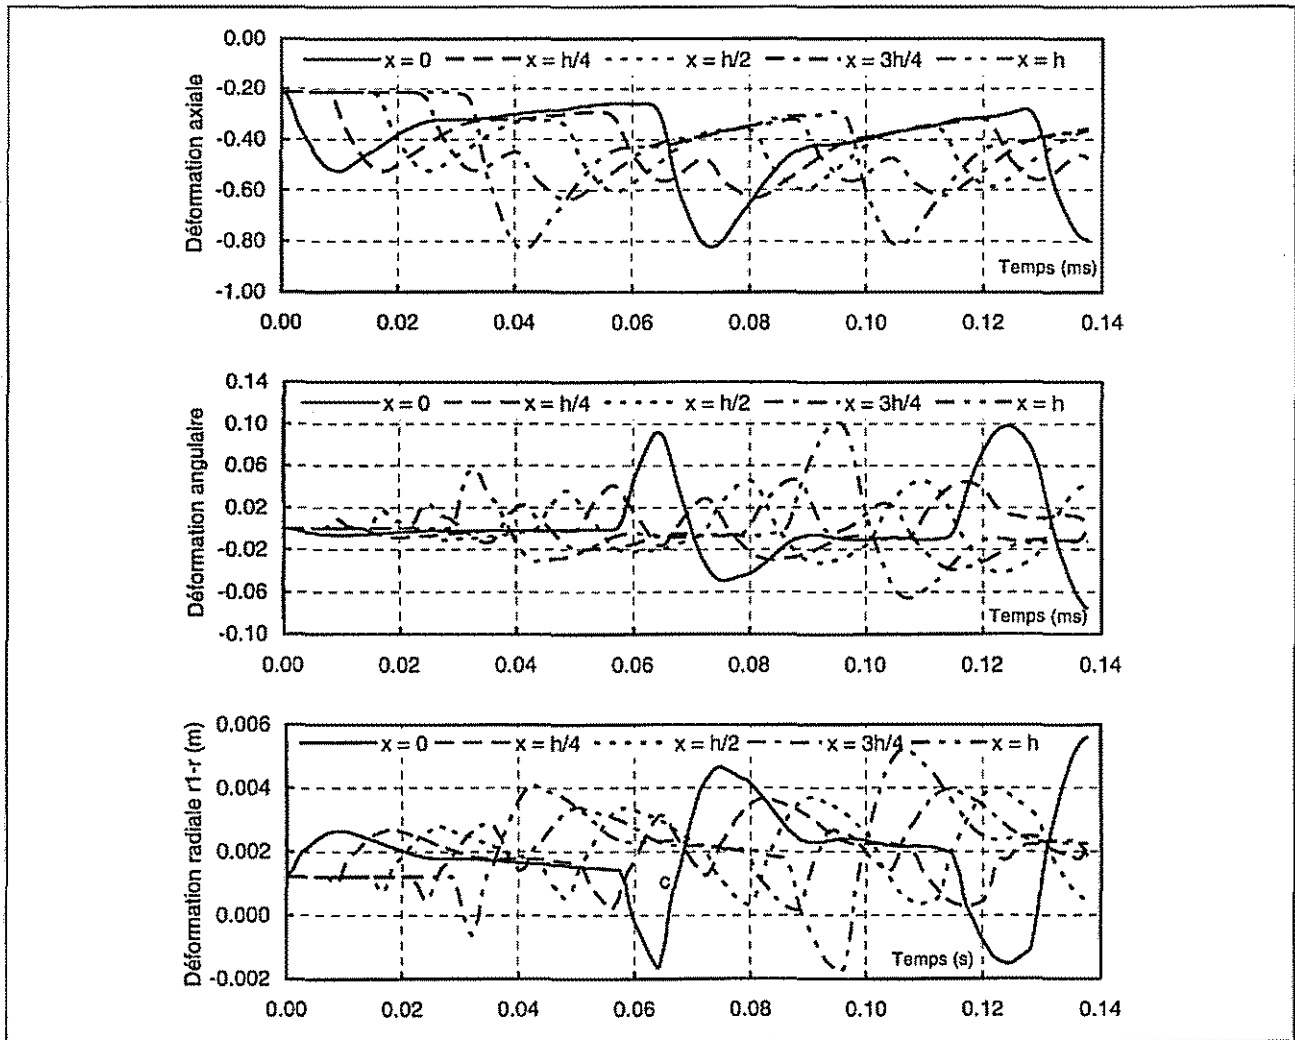 0.00
x = 0 x = h/4 x = h/2 x = 3h/4 x = h
-0.20
-0.40
-0.60
-0.80
-1.00
Déformation axiale
Temps (ms)
0.00 0.02 0.04 0.06 0.08 0.10 0.12 0.14
0.14
x = 0 x = h/4 x = h/2 x = 3h/4 x = h
0.10
0.06
0.02
-0.02
-0.06
-0.10
Déformation angulaire
Temps (ms)
0.00 0.02 0.04 0.06 0.08 0.10 0.12 0.14
0.006
x = 0 x = h/4 x = h/2 x = 3h/4 x = h
0.004
0.002
0.000
-0.002
Déformation radiale r1-r (m)
c
Temps (s)
0.00 0.02 0.04 0.06 0.08 0.10 0.12 0.14